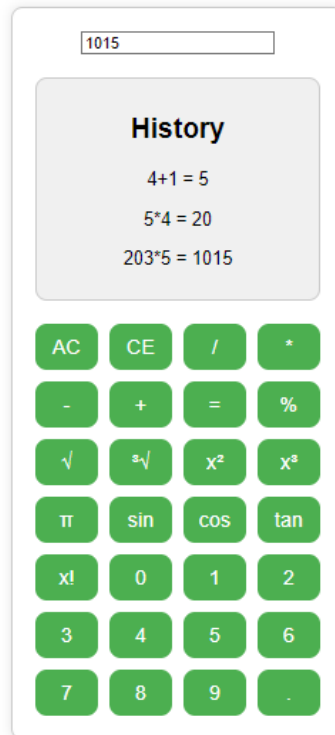 1015
History
4+1 = 5
5*4 = 20
203*5 = 1015
AC CE / *
- + = %
√ ³√ x² x³
π sin cos tan
x! 0 1 2
3 4 5 6
7 8 9 .